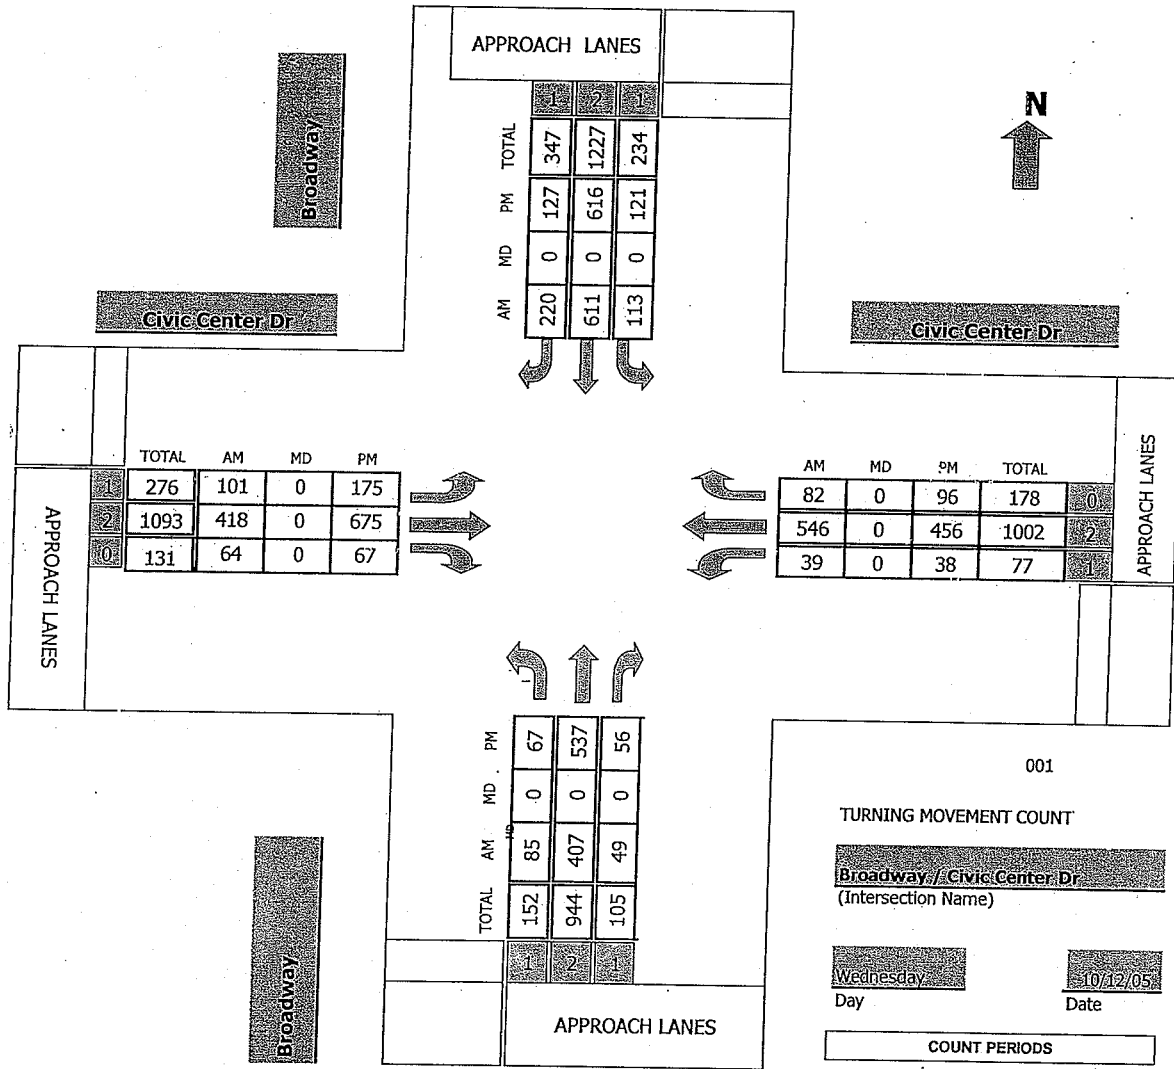 APPROACH LANES
1 2 1
TOTAL 347 1227 234
PM 127 616 121
MD 0 0 0
AM 220 611 113
N
Broadway
Civic Center Dr
Civic Center Dr
TOTAL AM MD PM
1 276 101 0 175
2 1093 418 0 675
0 131 64 0 67
APPROACH LANES
AM MD PM TOTAL
82 0 96 178 0
546 0 456 1002 2
39 0 38 77 1
APPROACH LANES
PM 67 537 56
MD 0 0 0
AM 85 407 49
TOTAL 152 944 105
1 2 1
APPROACH LANES
Broadway
001
TURNING MOVEMENT COUNT
Broadway / Civic Center Dr
(Intersection Name)
Wednesday 10/12/05
Day Date
COUNT PERIODS